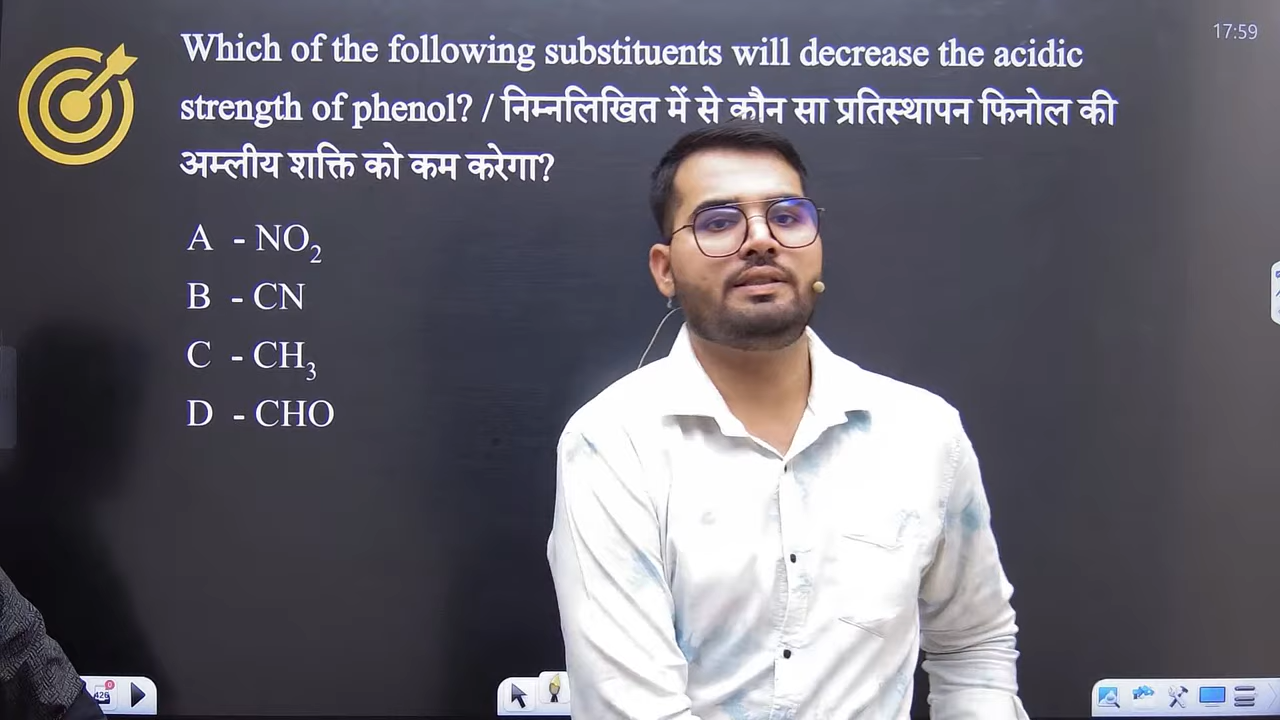 17:59
Which of the following substituents will decrease the acidic
strength of phenol? / निम्नलिखित में से कौन सा प्रतिस्थापन फिनोल की
अम्लीय शक्ति को कम करेगा?
A - NO₂
B - CN
C - CH₃
D - CHO